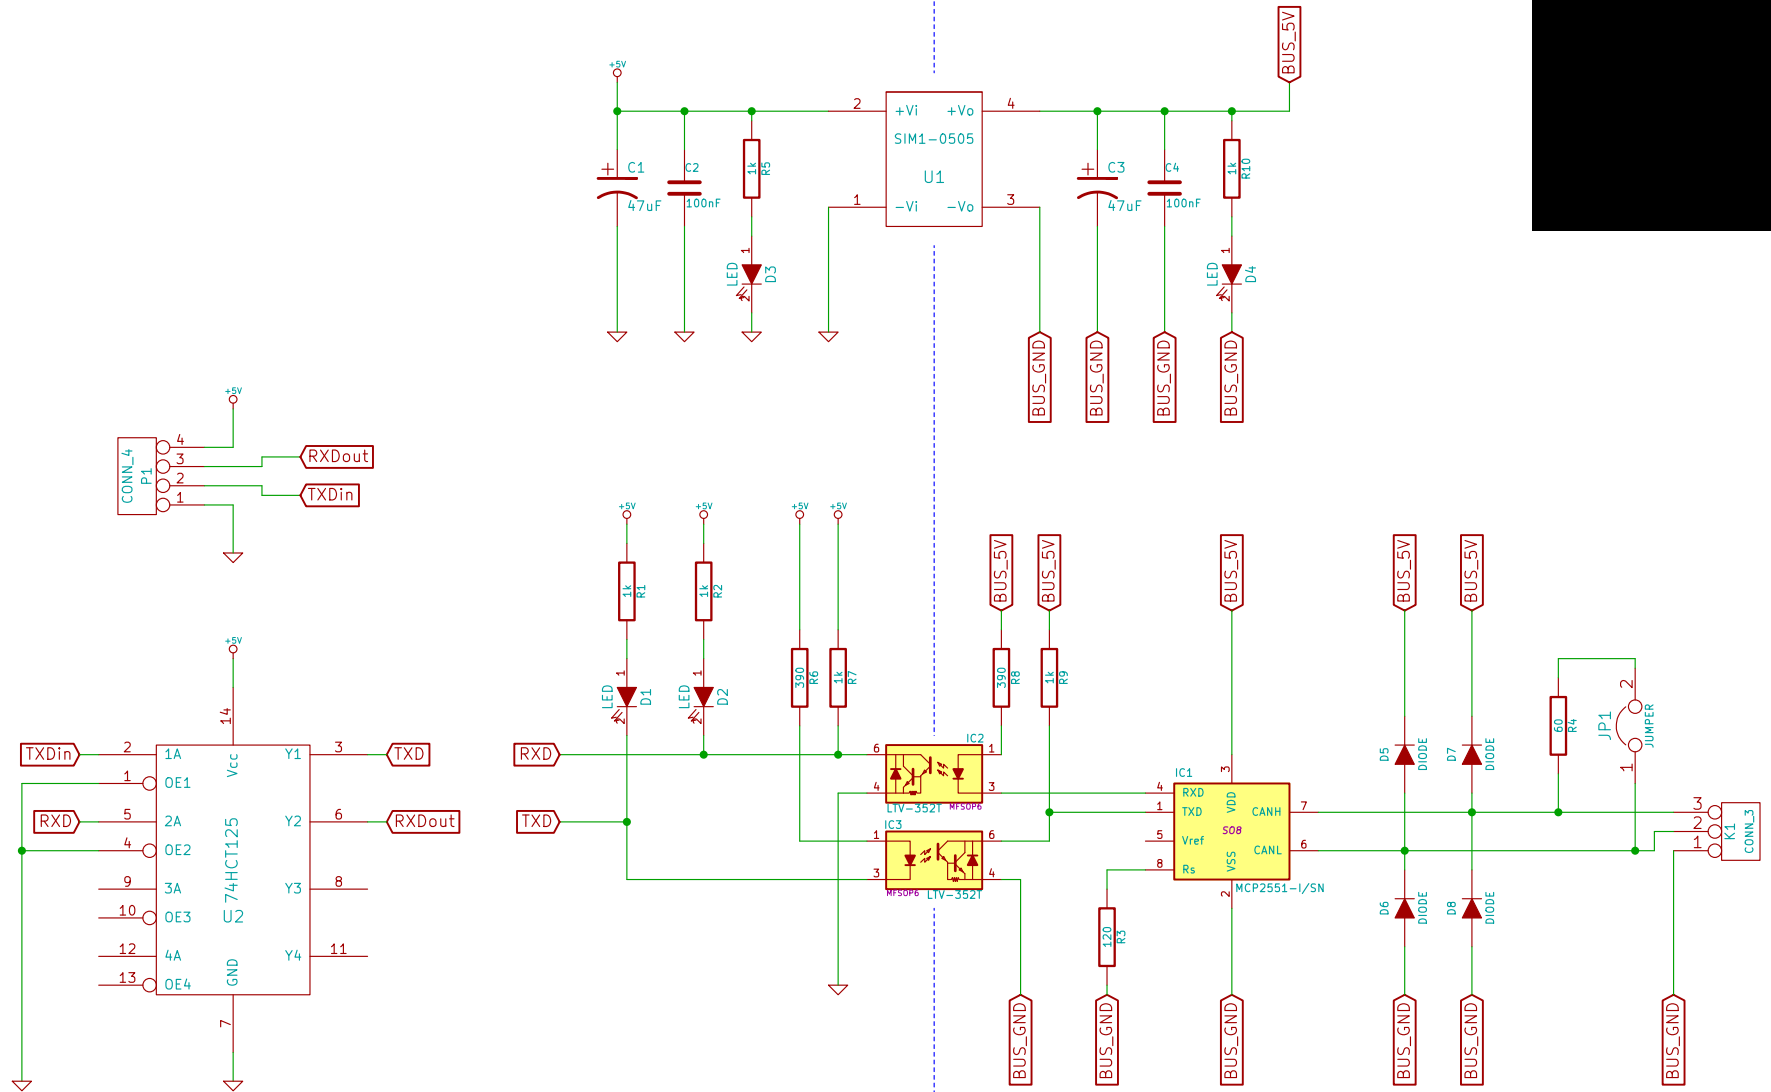 BUS_5V
+5V
2
+Vi
+Vo
4
SIM1-0505
U1
1
-Vi
-Vo
3
+
C1
47uF
C2
100nF
1k
R5
1
LED
D3
2
+
C3
47uF
C4
100nF
1k
R10
1
LED
D4
2
BUS_GND
BUS_GND
BUS_GND
BUS_GND
+5V
CONN_4
P1
4
3
2
1
RXDout
TXDin
+5V
+5V
+5V
+5V
1k
R1
1k
R2
1
LED
D1
2
1
LED
D2
2
390
R6
1k
R7
BUS_5V
BUS_5V
390
R8
1k
R9
BUS_5V
BUS_5V
BUS_5V
+5V
14
Vcc
TXDin
2
1A
Y1
3
TXD
1
OE1
RXD
5
2A
Y2
6
RXDout
4
OE2
74HCT125
U2
9
3A
Y3
8
10
OE3
12
4A
Y4
11
13
OE4
GND
7
RXD
TXD
IC2
6
1
4
3
LTV-352T
MFSOP6
IC3
1
6
3
4
MFSOP6
LTV-352T
IC1
3
VDD
4
RXD
1
TXD
CANH
7
SO8
5
Vref
CANL
6
8
Rs
VSS
2
MCP2551-I/SN
120
R3
D5
DIODE
D7
DIODE
D6
DIODE
D8
DIODE
60
R4
JP1
JUMPER
2
1
3
2
1
K1
CONN_3
BUS_GND
BUS_GND
BUS_GND
BUS_GND
BUS_GND
BUS_GND